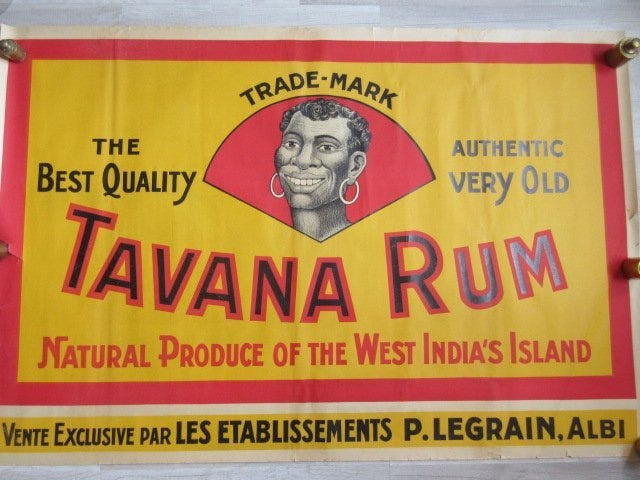 TRADE-MARK
THE
BEST QUALITY
AUTHENTIC
VERY OLD
TAVANA RUM
NATURAL PRODUCE OF THE WEST INDIA'S ISLAND
VENTE EXCLUSIVE PAR LES ETABLISSEMENTS P. LEGRAIN, ALBI